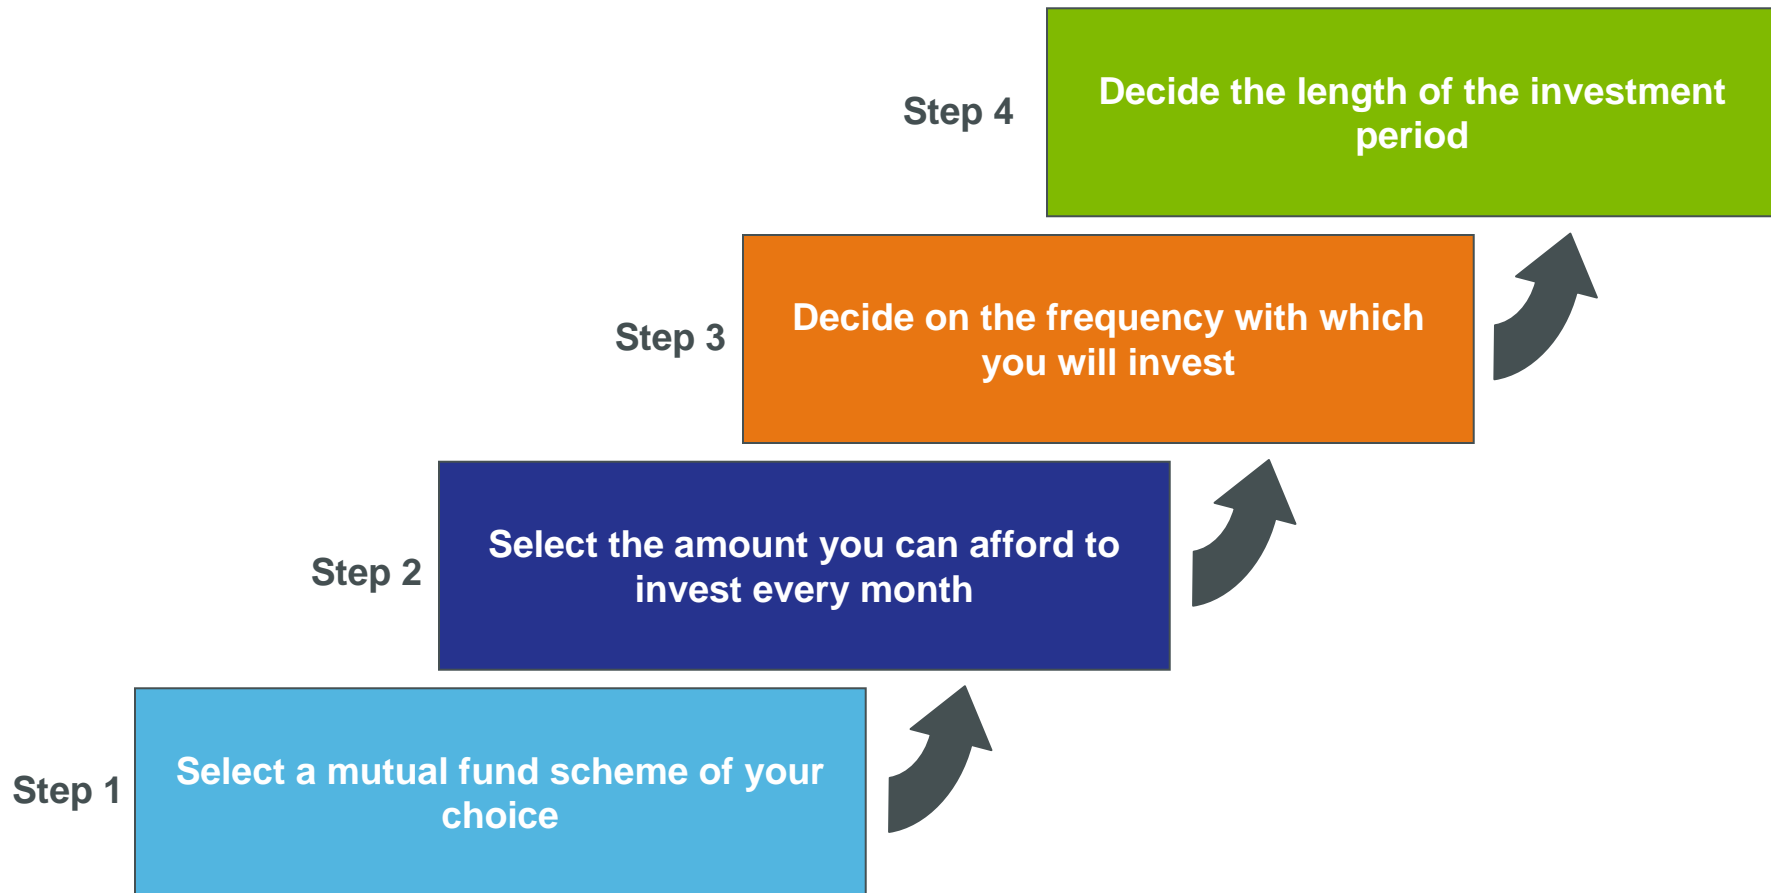 Step 4
Decide the length of the investment
period
Step 3
Decide on the frequency with which
you will invest
Step 2
Select the amount you can afford to
invest every month
Step 1
Select a mutual fund scheme of your
choice